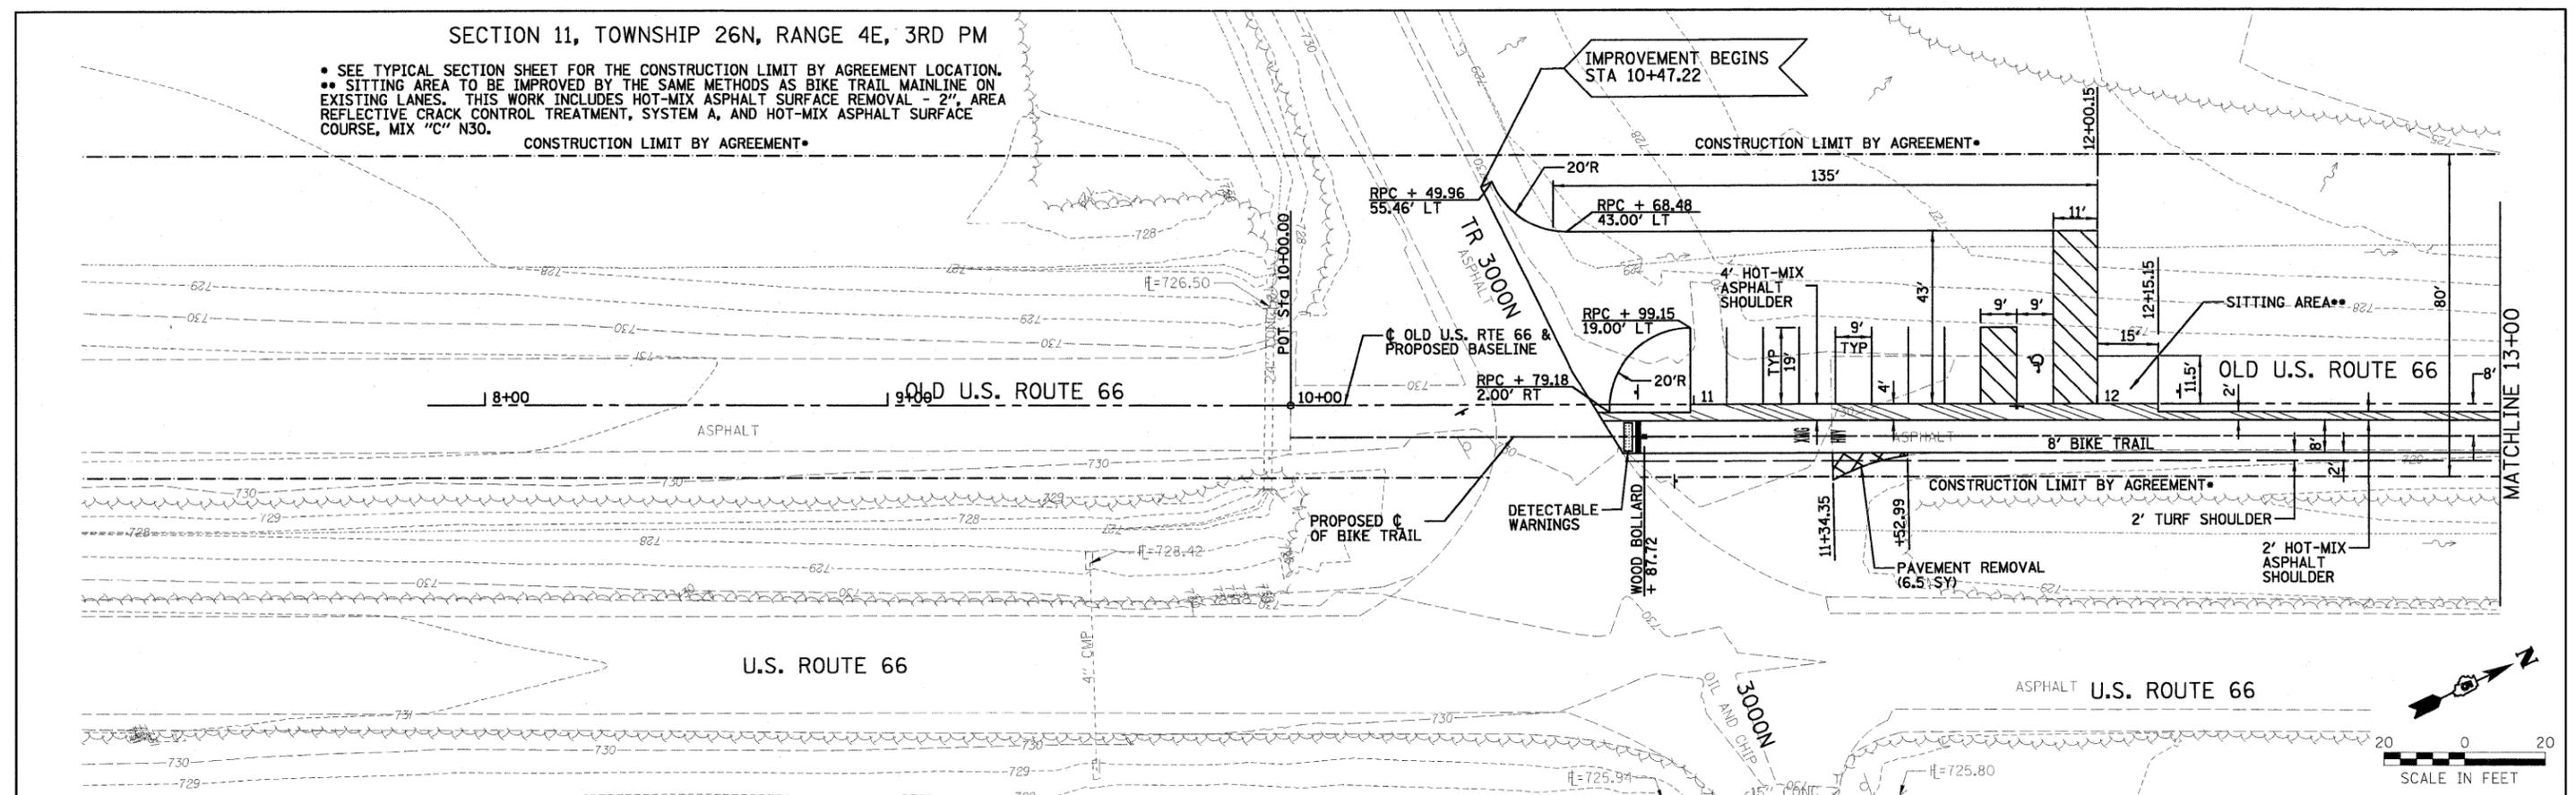 SECTION 11, TOWNSHIP 26N, RANGE 4E, 3RD PM
• SEE TYPICAL SECTION SHEET FOR THE CONSTRUCTION LIMIT BY AGREEMENT LOCATION.
•• SITTING AREA TO BE IMPROVED BY THE SAME METHODS AS BIKE TRAIL MAINLINE ON
EXISTING LANES. THIS WORK INCLUDES HOT-MIX ASPHALT SURFACE REMOVAL - 2", AREA
REFLECTIVE CRACK CONTROL TREATMENT, SYSTEM A, AND HOT-MIX ASPHALT SURFACE
COURSE, MIX "C" N30.
CONSTRUCTION LIMIT BY AGREEMENT•
IMPROVEMENT BEGINS
STA 10+47.22
CONSTRUCTION LIMIT BY AGREEMENT•
12+00.15
20'R
135'
RPC + 49.96
55.46' LT
RPC + 68.48
43.00' LT
11'
TR 3000N
ASPHALT
POT Sta 10+00.00
4' HOT-MIX
ASPHALT
SHOULDER
43'
80'
RPC + 99.15
19.00' LT
9'
9'
9'
TYP
TYP
19'
12+15.15
15'
SITTING AREA••
℄ OLD U.S. RTE 66 &
PROPOSED BASELINE
RPC + 79.18
2.00' RT
20'R
4'
11.5'
2'
8'
OLD U.S. ROUTE 66
OLD U.S. ROUTE 66
8+00
9+00
10+00
11
12
MATCHLINE 13+00
ASPHALT
ASPHALT
8' BIKE TRAIL
8'
2'
CONSTRUCTION LIMIT BY AGREEMENT•
PROPOSED ℄
OF BIKE TRAIL
DETECTABLE
WARNINGS
WOOD BOLLARD
+ 87.72
11+34.35
+52.99
PAVEMENT REMOVAL
(6.5 SY)
2' TURF SHOULDER
2' HOT-MIX
ASPHALT
SHOULDER
=726.50
=728.42
4" CMP
U.S. ROUTE 66
OIL AND CHIP
3000N
ASPHALT
U.S. ROUTE 66
=725.94
=725.80
15" CONC
N
20 0 20
SCALE IN FEET